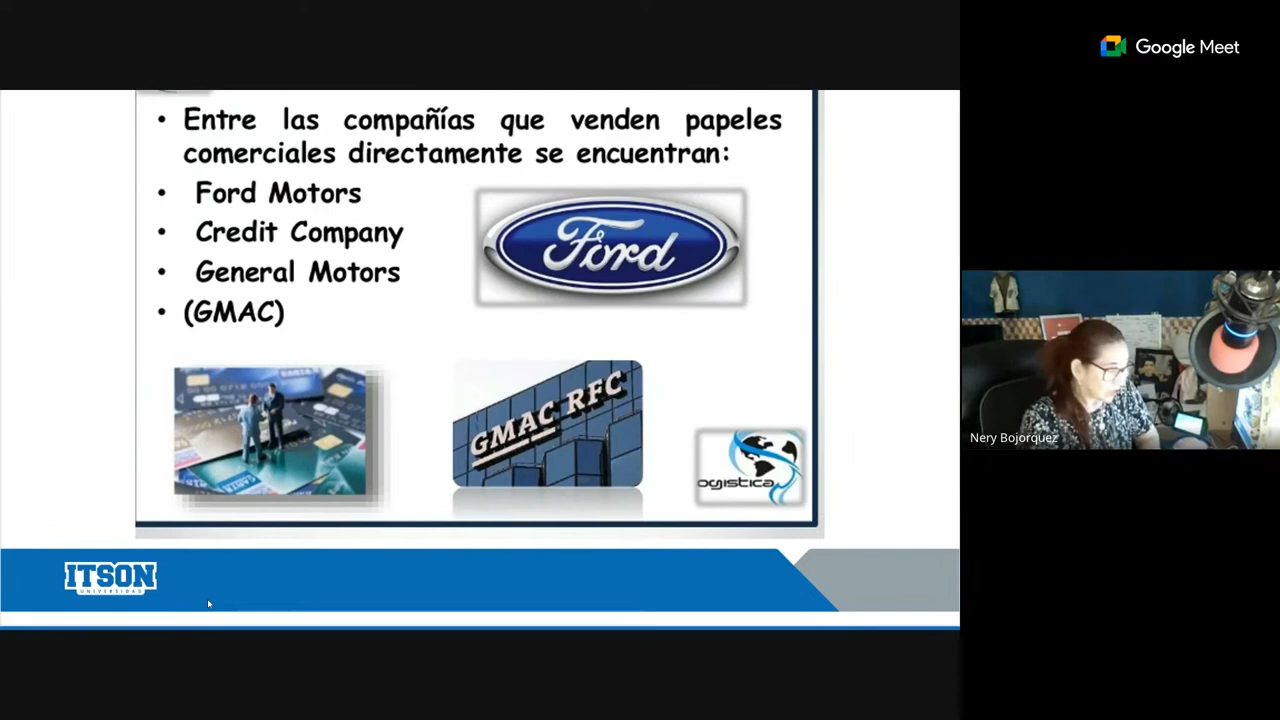 Google Meet
• Entre las compañías que venden papeles
comerciales directamente se encuentran:
• Ford Motors
• Credit Company
• General Motors
• (GMAC)
Ford
GMAC RFC
ogistica
ITSON
UNIVERSIDAD
Nery Bojorquez